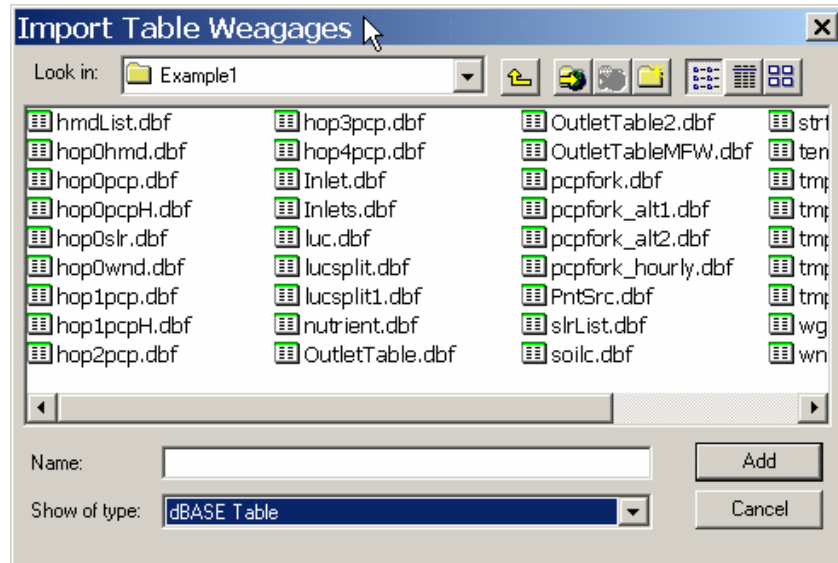 Import Table Weagages
Look in: Example1
hmdList.dbf hop3pcp.dbf OutletTable2.dbf
hop0hmd.dbf hop4pcp.dbf OutletTableMFW.dbf
hop0pcp.dbf Inlet.dbf pcpfork.dbf
hop0pcpH.dbf Inlets.dbf pcpfork_alt1.dbf
hop0slr.dbf luc.dbf pcpfork_alt2.dbf
hop0wnd.dbf lucsplit.dbf pcpfork_hourly.dbf
hop1pcp.dbf lucsplit1.dbf PntSrc.dbf
hop1pcpH.dbf nutrient.dbf slrList.dbf wg
hop2pcp.dbf OutletTable.dbf soilc.dbf wn
Name: Add
Show of type: dBASE Table Cancel